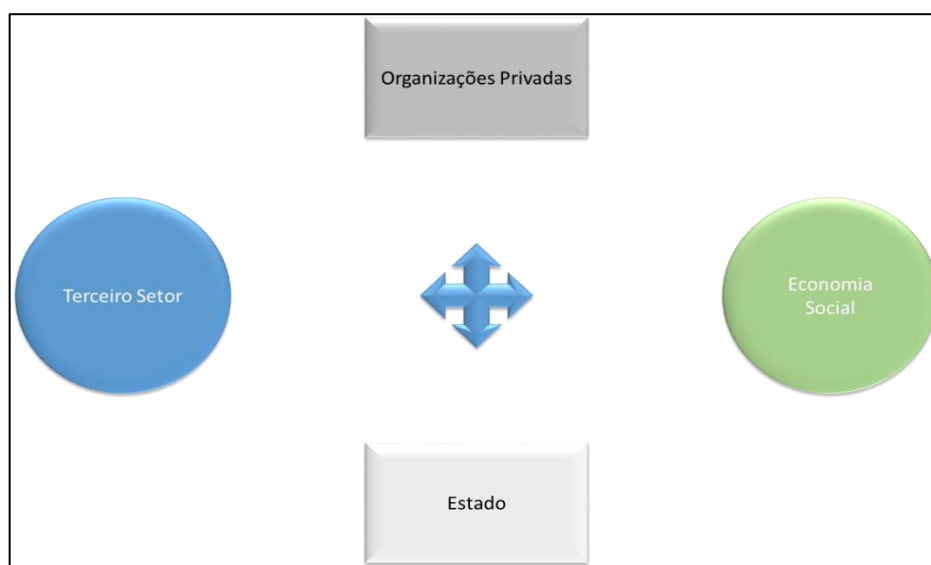 Organizações Privadas
Terceiro Setor
Economia
Social
Estado